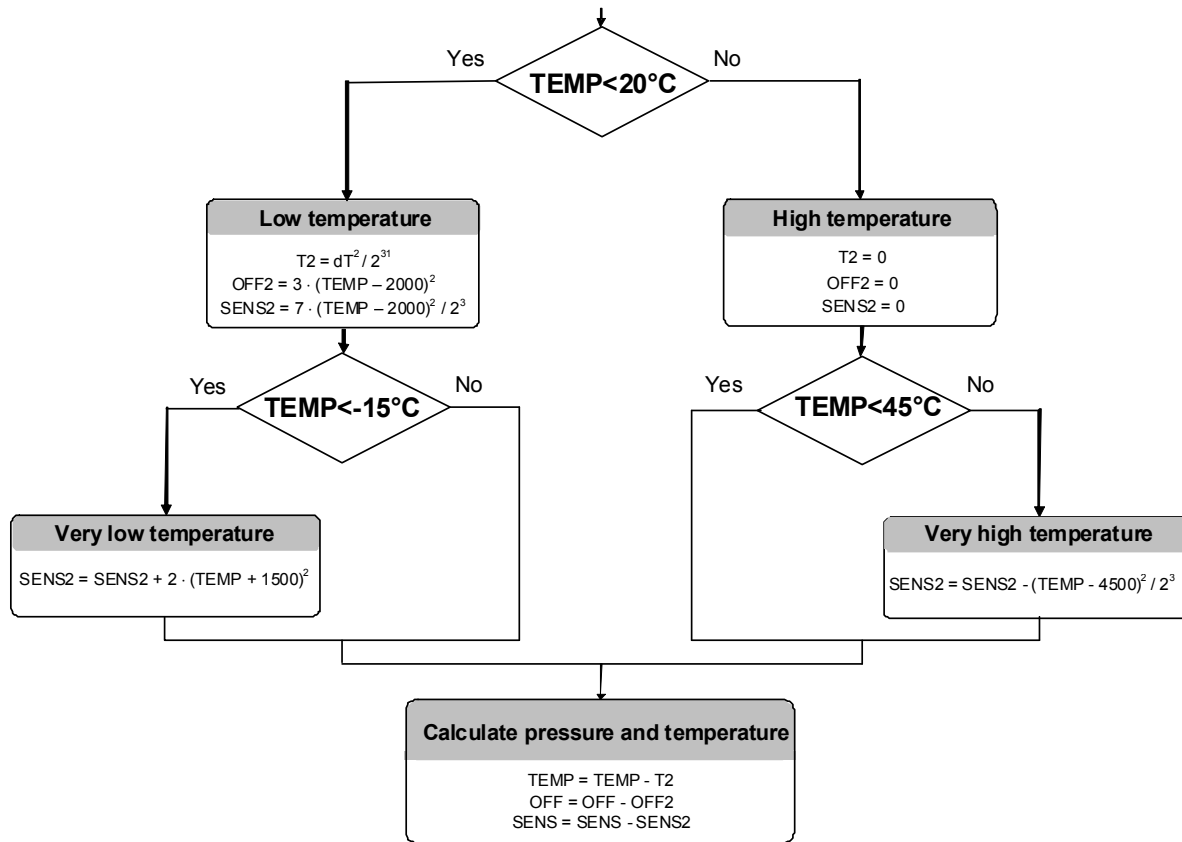 Yes
No
TEMP<20°C
Low temperature
T2 = dT² / 2³¹
OFF2 = 3 · (TEMP – 2000)²
SENS2 = 7 · (TEMP – 2000)² / 2³
High temperature
T2 = 0
OFF2 = 0
SENS2 = 0
Yes
No
TEMP<-15°C
Yes
No
TEMP<45°C
Very low temperature
SENS2 = SENS2 + 2 · (TEMP + 1500)²
Very high temperature
SENS2 = SENS2 - (TEMP - 4500)² / 2³
Calculate pressure and temperature
TEMP = TEMP - T2
OFF = OFF - OFF2
SENS = SENS - SENS2